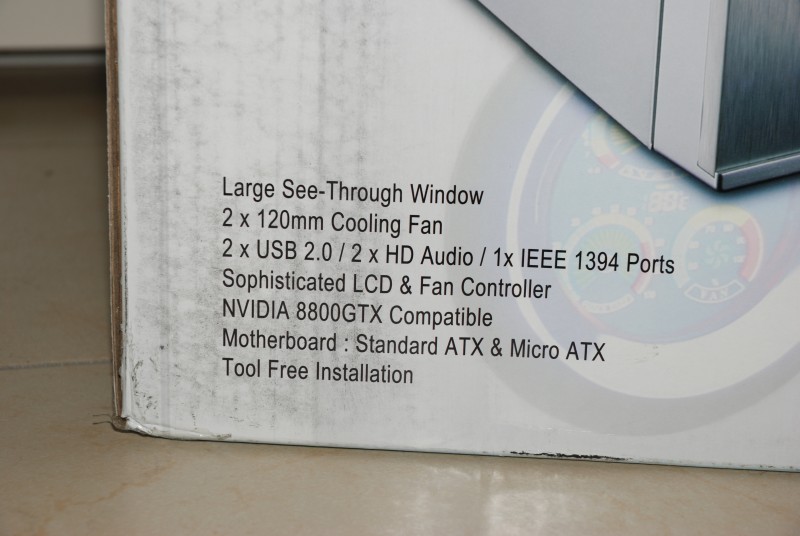 Large See-Through Window
2 x 120mm Cooling Fan
2 x USB 2.0 / 2 x HD Audio / 1x IEEE 1394 Ports
Sophisticated LCD & Fan Controller
NVIDIA 8800GTX Compatible
Motherboard : Standard ATX & Micro ATX
Tool Free Installation
FAN